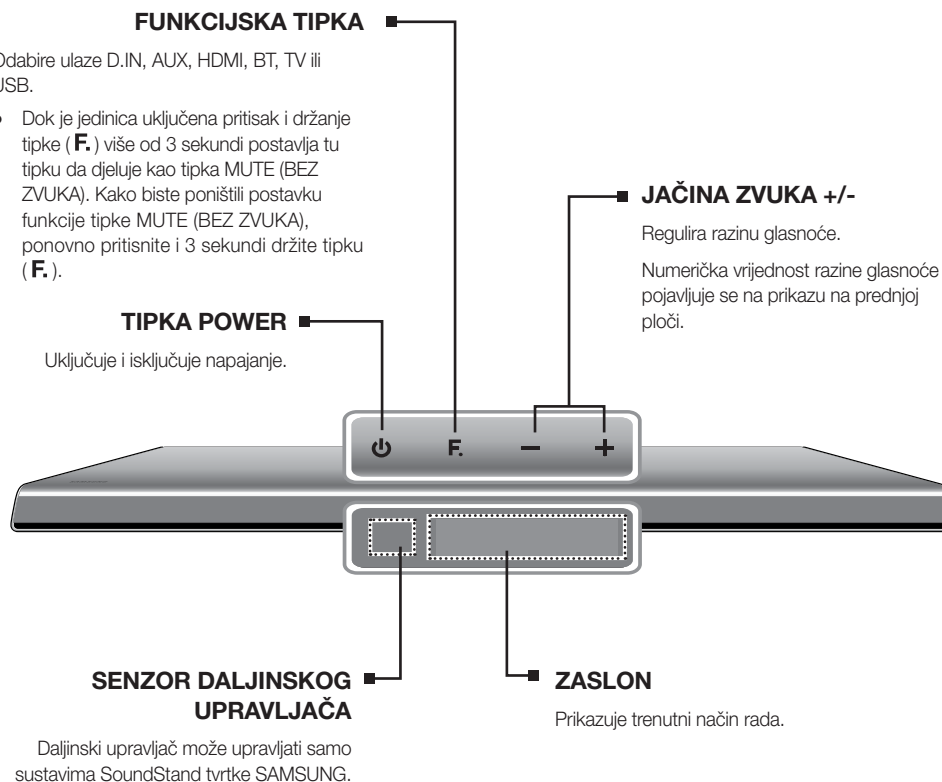 FUNKCIJSKA TIPKA
Odabire ulaze D.IN, AUX, HDMI, BT, TV ili
USB.
• Dok je jedinica uključena pritisak i držanje
tipke ( F. ) više od 3 sekundi postavlja tu
tipku da djeluje kao tipka MUTE (BEZ
ZVUKA). Kako biste poništili postavku
funkcije tipke MUTE (BEZ ZVUKA),
ponovno pritisnite i 3 sekundi držite tipku
( F. ).
JAČINA ZVUKA +/-
Regulira razinu glasnoće.
Numerička vrijednost razine glasnoće
pojavljuje se na prikazu na prednjoj
ploči.
TIPKA POWER
Uključuje i isključuje napajanje.
F. − +
SENZOR DALJINSKOG
UPRAVLJAČA
Daljinski upravljač može upravljati samo
sustavima SoundStand tvrtke SAMSUNG.
ZASLON
Prikazuje trenutni način rada.